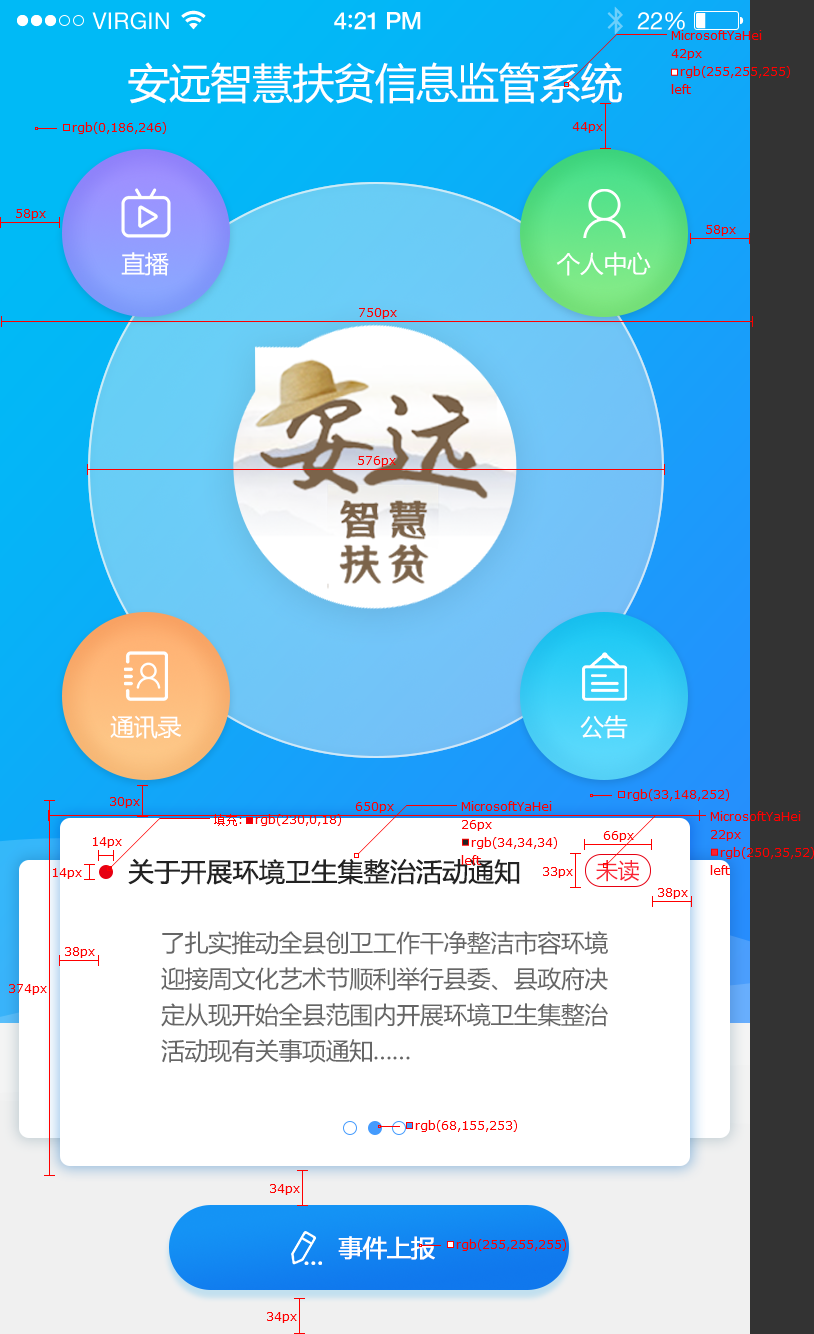 VIRGIN 4:21 PM 22%
MicrosoftYaHei
42px
rgb(255,255,255)
left
安远智慧扶贫信息监管系统
rgb(0,186,246)
44px
58px
58px
直播
个人中心
750px
安远
576px
智慧
扶贫
通讯录
公告
30px
rgb(33,148,252)
650px
MicrosoftYaHei
26px
rgb(34,34,34)
left
填充:rgb(230,0,18)
MicrosoftYaHei
22px
rgb(250,35,52)
left
14px
14px
66px
33px
38px
关于开展环境卫生集整治活动通知
未读
38px
374px
了扎实推动全县创卫工作干净整洁市容环境
迎接周文化艺术节顺利举行县委、县政府决
定从现开始全县范围内开展环境卫生集整治
活动现有关事项通知......
rgb(68,155,253)
34px
事件上报
rgb(255,255,255)
34px